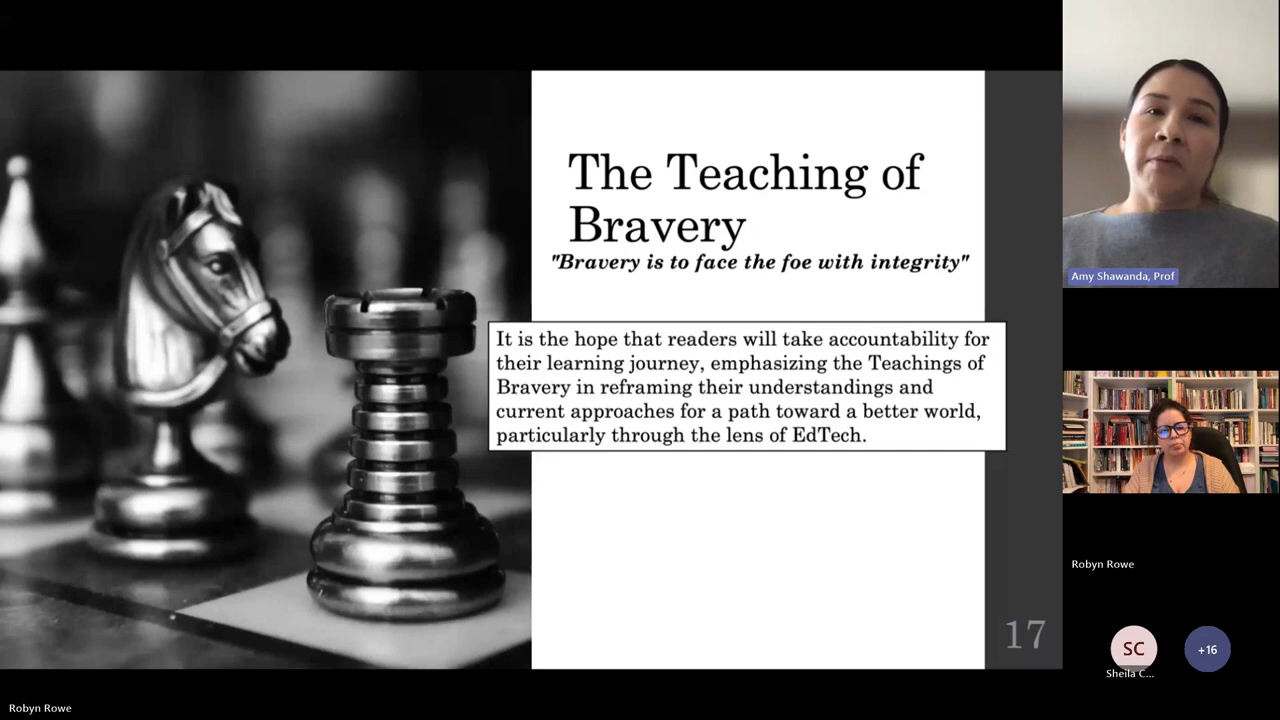 The Teaching of
Bravery
"Bravery is to face the foe with integrity"
It is the hope that readers will take accountability for
their learning journey, emphasizing the Teachings of
Bravery in reframing their understandings and
current approaches for a path toward a better world,
particularly through the lens of EdTech.
17
Amy Shawanda, Prof
Robyn Rowe
SC
Sheila C...
+16
Robyn Rowe